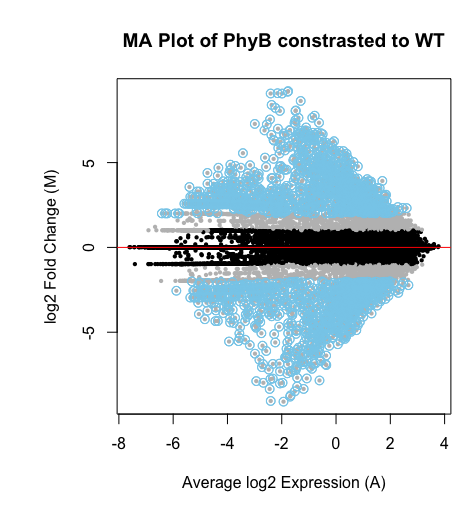 MA Plot of PhyB constrasted to WT
log2 Fold Change (M)
5
0
-5
-8 -6 -4 -2 0 2 4
Average log2 Expression (A)